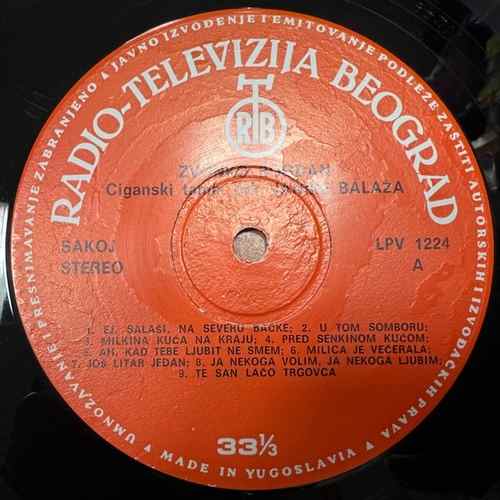 UMNOŽAVANJE I PRESNIMAVANJE ZABRANJENO • JAVNO IZVOĐENJE I EMITOVANJE PODLEŽE ZAŠTITI AUTORSKIH I IZVOĐAČKIH PRAVA • MADE IN YUGOSLAVIA •
RADIO-TELEVIZIJA BEOGRAD
RTB
Ciganski BALAŽA
SAKOJ LPV 1224
STEREO A
1. EJ, SALAŠI, NA SEVERU BAČKE; 2. U TOM SOMBORU;
3. MILKINA KUĆA NA KRAJU; 4. PRED SENKINOM KUĆOM;
5. AH, KAD TEBE LJUBIT NE SMEM; 6. MILICA JE VEČERALA;
7. JOŠ LITAR JEDAN; 8. JA NEKOGA VOLIM, JA NEKOGA LJUBIM;
9. TE SAN LAĆO TRGOVCA
33⅓